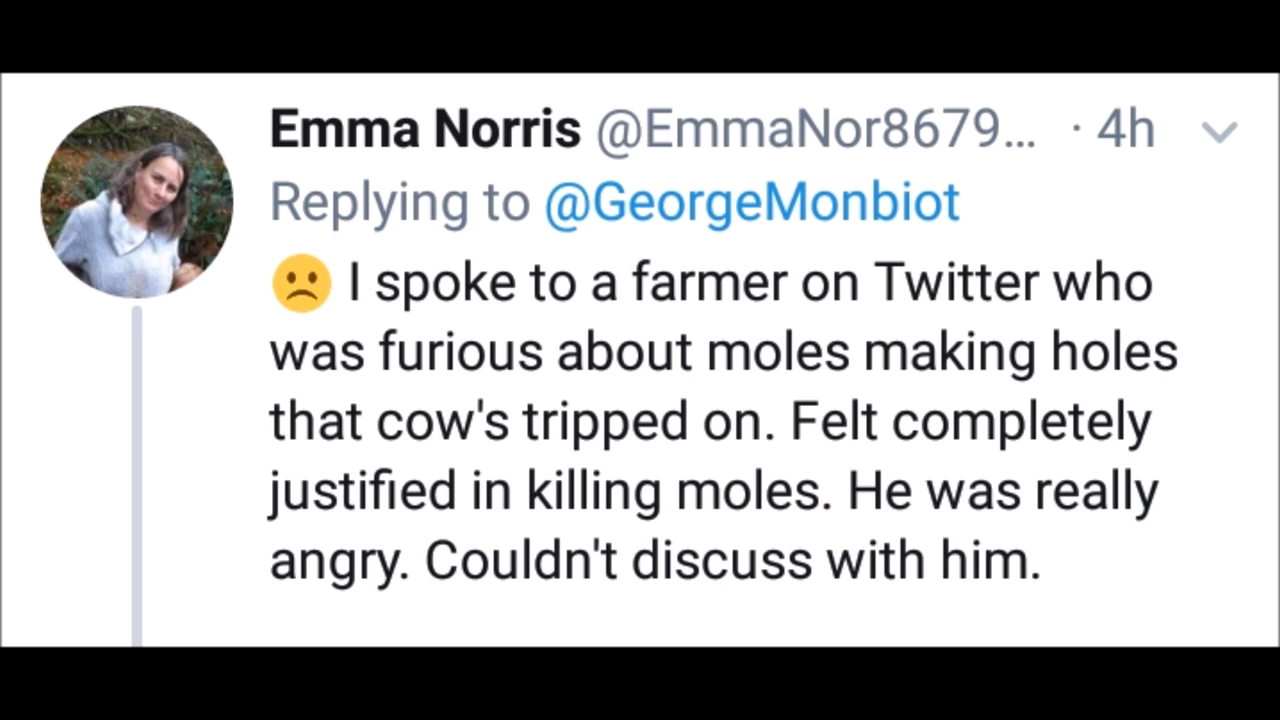 Emma Norris @EmmaNor8679... · 4h
Replying to @GeorgeMonbiot
🙁 I spoke to a farmer on Twitter who
was furious about moles making holes
that cow's tripped on. Felt completely
justified in killing moles. He was really
angry. Couldn't discuss with him.